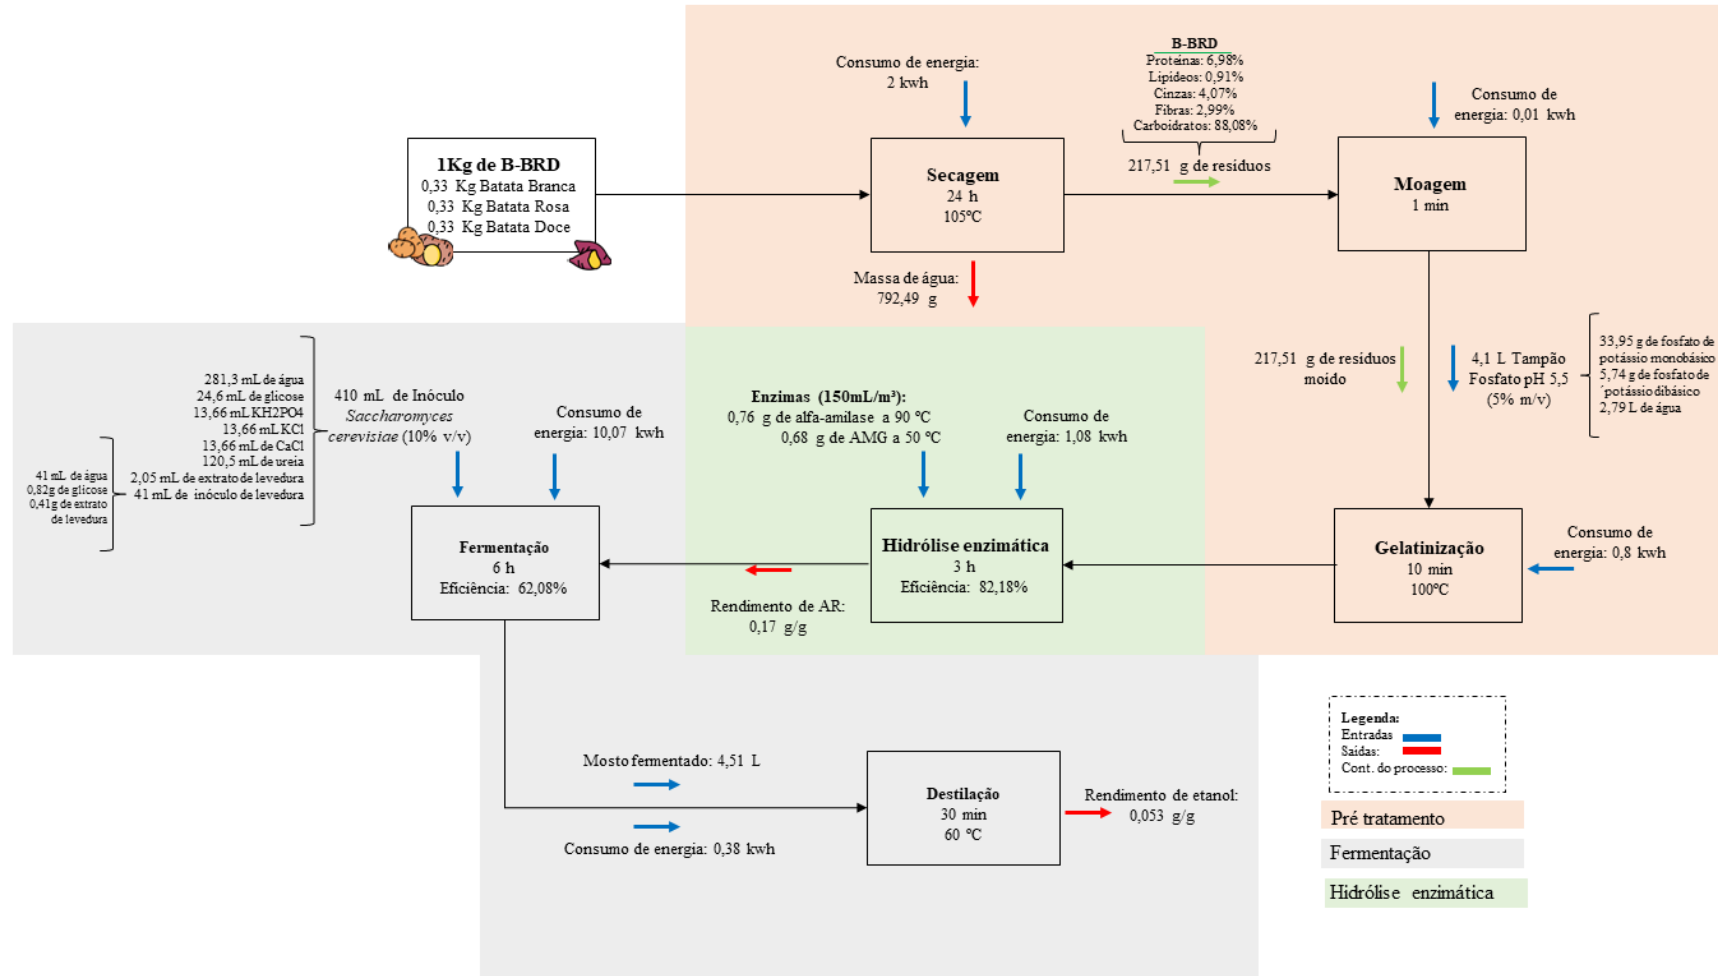 1Kg de B-BRD
0,33 Kg Batata Branca
0,33 Kg Batata Rosa
0,33 Kg Batata Doce
Consumo de energia:
2 kwh
Secagem
24 h
105ºC
Massa de água:
792,49 g
B-BRD
Proteínas: 6,98%
Lipídeos: 0,91%
Cinzas: 4,07%
Fibras: 2,99%
Carboidratos: 88,08%
217,51 g de resíduos
Consumo de
energia: 0,01 kwh
Moagem
1 min
217,51 g de resíduos
moído
4,1 L Tampão
Fosfato pH 5,5
(5% m/v)
33,95 g de fosfato de
potássio monobásico
5,74 g de fosfato de
´potássio dibásico
2,79 L de água
Gelatinização
10 min
100ºC
Consumo de
energia: 0,8 kwh
Enzimas (150mL/m³):
0,76 g de alfa-amilase a 90 ºC
0,68 g de AMG a 50 ºC
Consumo de
energia: 1,08 kwh
Hidrólise enzimática
3 h
Eficiência: 82,18%
Rendimento de AR:
0,17 g/g
281,3 mL de água
24,6 mL de glicose
13,66 mL KH2PO4
13,66 mL KCl
13,66 mL de CaCl
120,5 mL de ureia
2,05 mL de extrato de levedura
41 mL de inóculo de levedura
41 mL de água
0,82g de glicose
0,41g de extrato
de levedura
410 mL de Inóculo
Saccharomyces
cerevisiae (10% v/v)
Consumo de
energia: 10,07 kwh
Fermentação
6 h
Eficiência: 62,08%
Mosto fermentado: 4,51 L
Consumo de energia: 0,38 kwh
Destilação
30 min
60 ºC
Rendimento de etanol:
0,053 g/g
Legenda:
Entradas
Saídas:
Cont. do processo:
Pré tratamento
Fermentação
Hidrólise enzimática